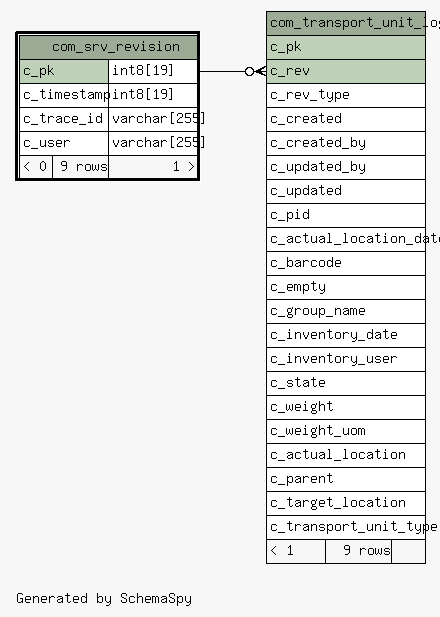 com_srv_revision
c_pk int8[19]
c_timestamp int8[19]
c_trace_id varchar[255]
c_user varchar[255]
< 0 9 rows 1 >
com_transport_unit_log
c_pk
c_rev
c_rev_type
c_created
c_created_by
c_updated_by
c_updated
c_pid
c_actual_location_date
c_barcode
c_empty
c_group_name
c_inventory_date
c_inventory_user
c_state
c_weight
c_weight_uom
c_actual_location
c_parent
c_target_location
c_transport_unit_type
< 1 9 rows
Generated by SchemaSpy